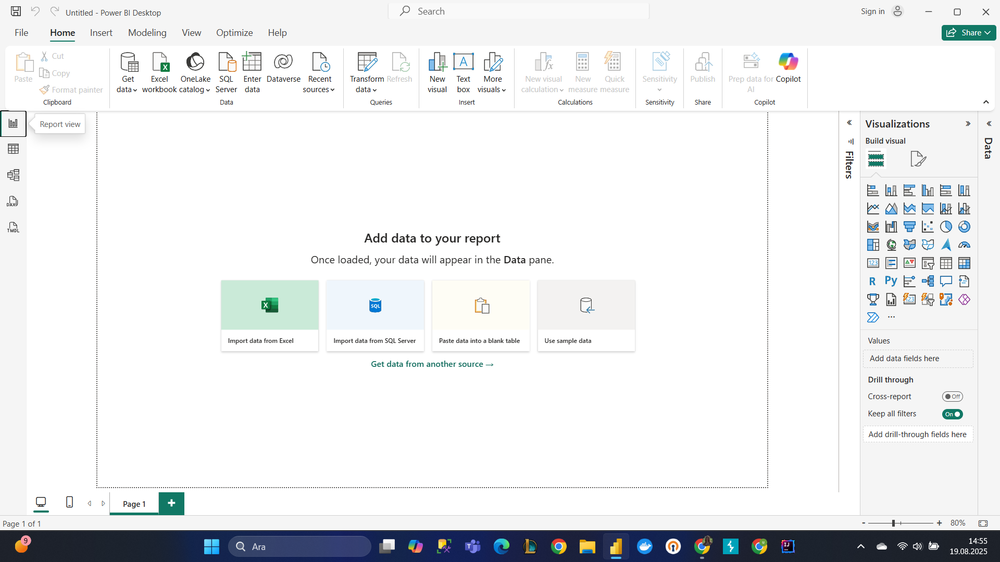 Untitled - Power BI Desktop
Search
Sign in
File
Home
Insert
Modeling
View
Optimize
Help
Share
Paste
Cut
Copy
Format painter
Clipboard
Get data
Excel workbook
OneLake catalog
SQL Server
Enter data
Dataverse
Recent sources
Data
Transform data
Refresh
Queries
New visual
Text box
More visuals
Insert
New visual calculation
New measure
Quick measure
Calculations
Sensitivity
Sensitivity
Publish
Share
Prep data for AI
Copilot
Copilot
Report view
DAX
TMDL
Add data to your report
Once loaded, your data will appear in the Data pane.
SQL
Import data from Excel
Import data from SQL Server
Paste data into a blank table
Use sample data
Get data from another source →
Filters
Visualizations
Build visual
123
R
Py
123
Values
Add data fields here
Drill through
Cross-report
Off
Keep all filters
On
Add drill-through fields here
Data
Page 1
Page 1 of 1
- + 80%
9
Ara
14:55
19.08.2025